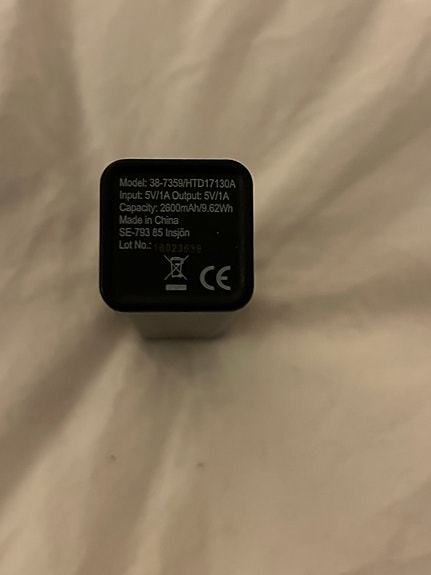 Model: 38-7359/HTD17130A
Input: 5V/1A Output: 5V/1A
Capacity: 2600mAh/9.62Wh
Made in China
SE-793 85 Insjön
Lot No.:
CE